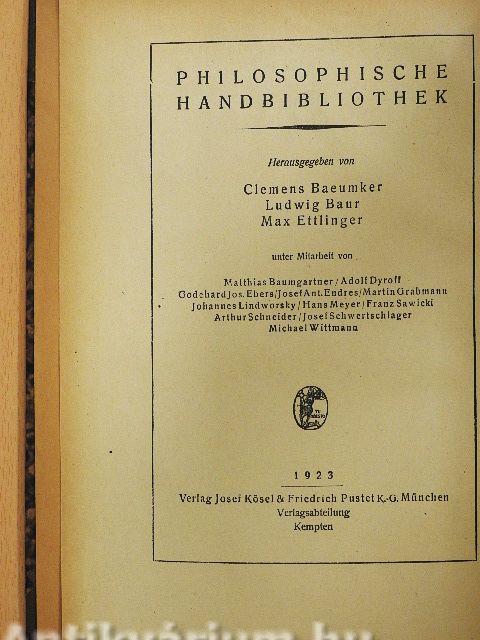 PHILOSOPHISCHE
HANDBIBLIOTHEK
Herausgegeben von
Clemens Baeumker
Ludwig Baur
Max Ettlinger
unter Mitarbeit von
Matthias Baumgartner / Adolf Dyroff
Godehard Jos. Ebers / Josef Ant. Endres / Martin Grabmann
Johannes Lindworsky / Hans Meyer / Franz Sawicki
Arthur Schneider / Josef Schwertschlager
Michael Wittmann
1923
Verlag Josef Kösel & Friedrich Pustet K.-G. München
Verlagsabteilung
Kempten
Antikvárium.hu